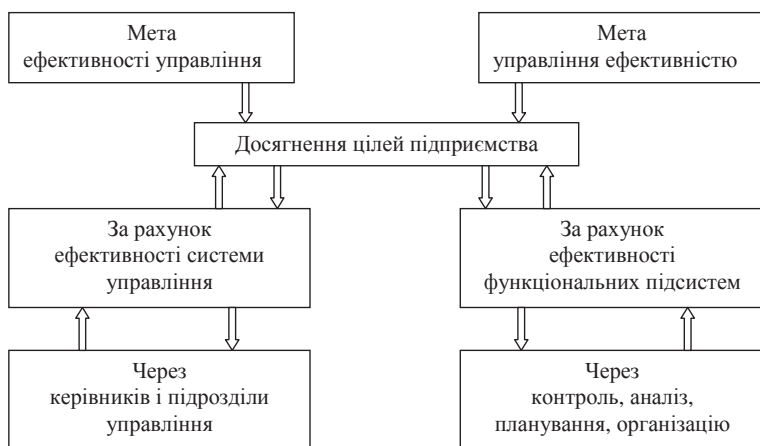 Мета
ефективності управління
Мета
управління ефективністю
Досягнення цілей підприємства
За рахунок
ефективності системи
управління
За рахунок
ефективності
функціональних підсистем
Через
керівників і підрозділи
управління
Через
контроль, аналіз,
планування, організацію